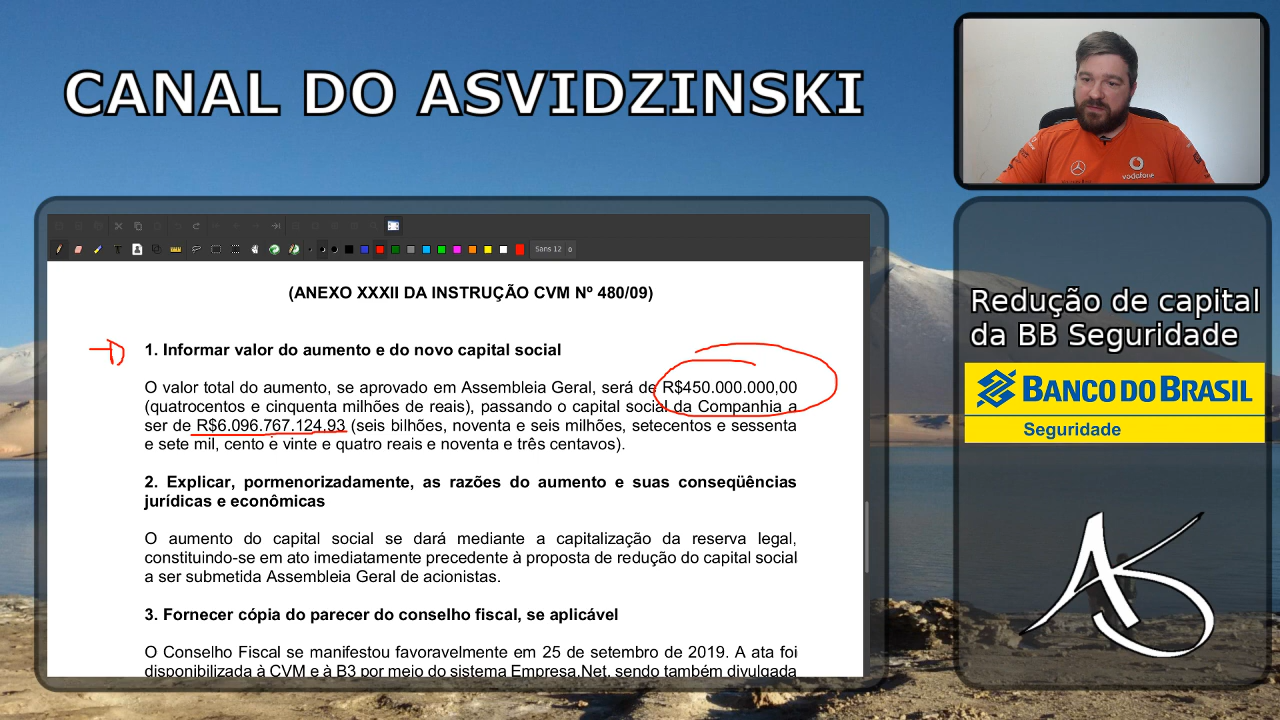 CANAL DO ASVIDZINSKI
vodafone
Sans 12
(ANEXO XXXII DA INSTRUÇÃO CVM Nº 480/09)
1. Informar valor do aumento e do novo capital social
O valor total do aumento, se aprovado em Assembleia Geral, será de R$450.000.000,00
(quatrocentos e cinquenta milhões de reais), passando o capital social da Companhia a
ser de R$6.096.767.124,93 (seis bilhões, noventa e seis milhões, setecentos e sessenta
e sete mil, cento e vinte e quatro reais e noventa e três centavos).
2. Explicar, pormenorizadamente, as razões do aumento e suas conseqüências
jurídicas e econômicas
O aumento do capital social se dará mediante a capitalização da reserva legal,
constituindo-se em ato imediatamente precedente à proposta de redução do capital social
a ser submetida Assembleia Geral de acionistas.
3. Fornecer cópia do parecer do conselho fiscal, se aplicável
O Conselho Fiscal se manifestou favoravelmente em 25 de setembro de 2019. A ata foi
disponibilizada à CVM e à B3 por meio do sistema Empresa.Net, sendo também divulgada
Redução de capital
da BB Seguridade
BANCO DO BRASIL
Seguridade
AS